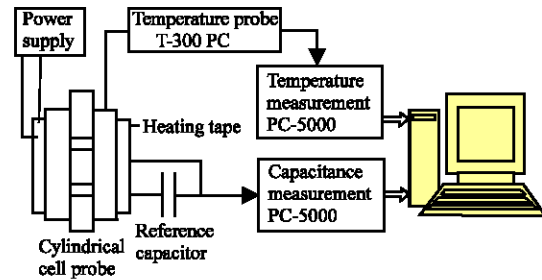 Power
supply
Temperature probe
T-300 PC
Temperature
measurement
PC-5000
Heating tape
Capacitance
measurement
PC-5000
Reference
capacitor
Cylindrical
cell probe